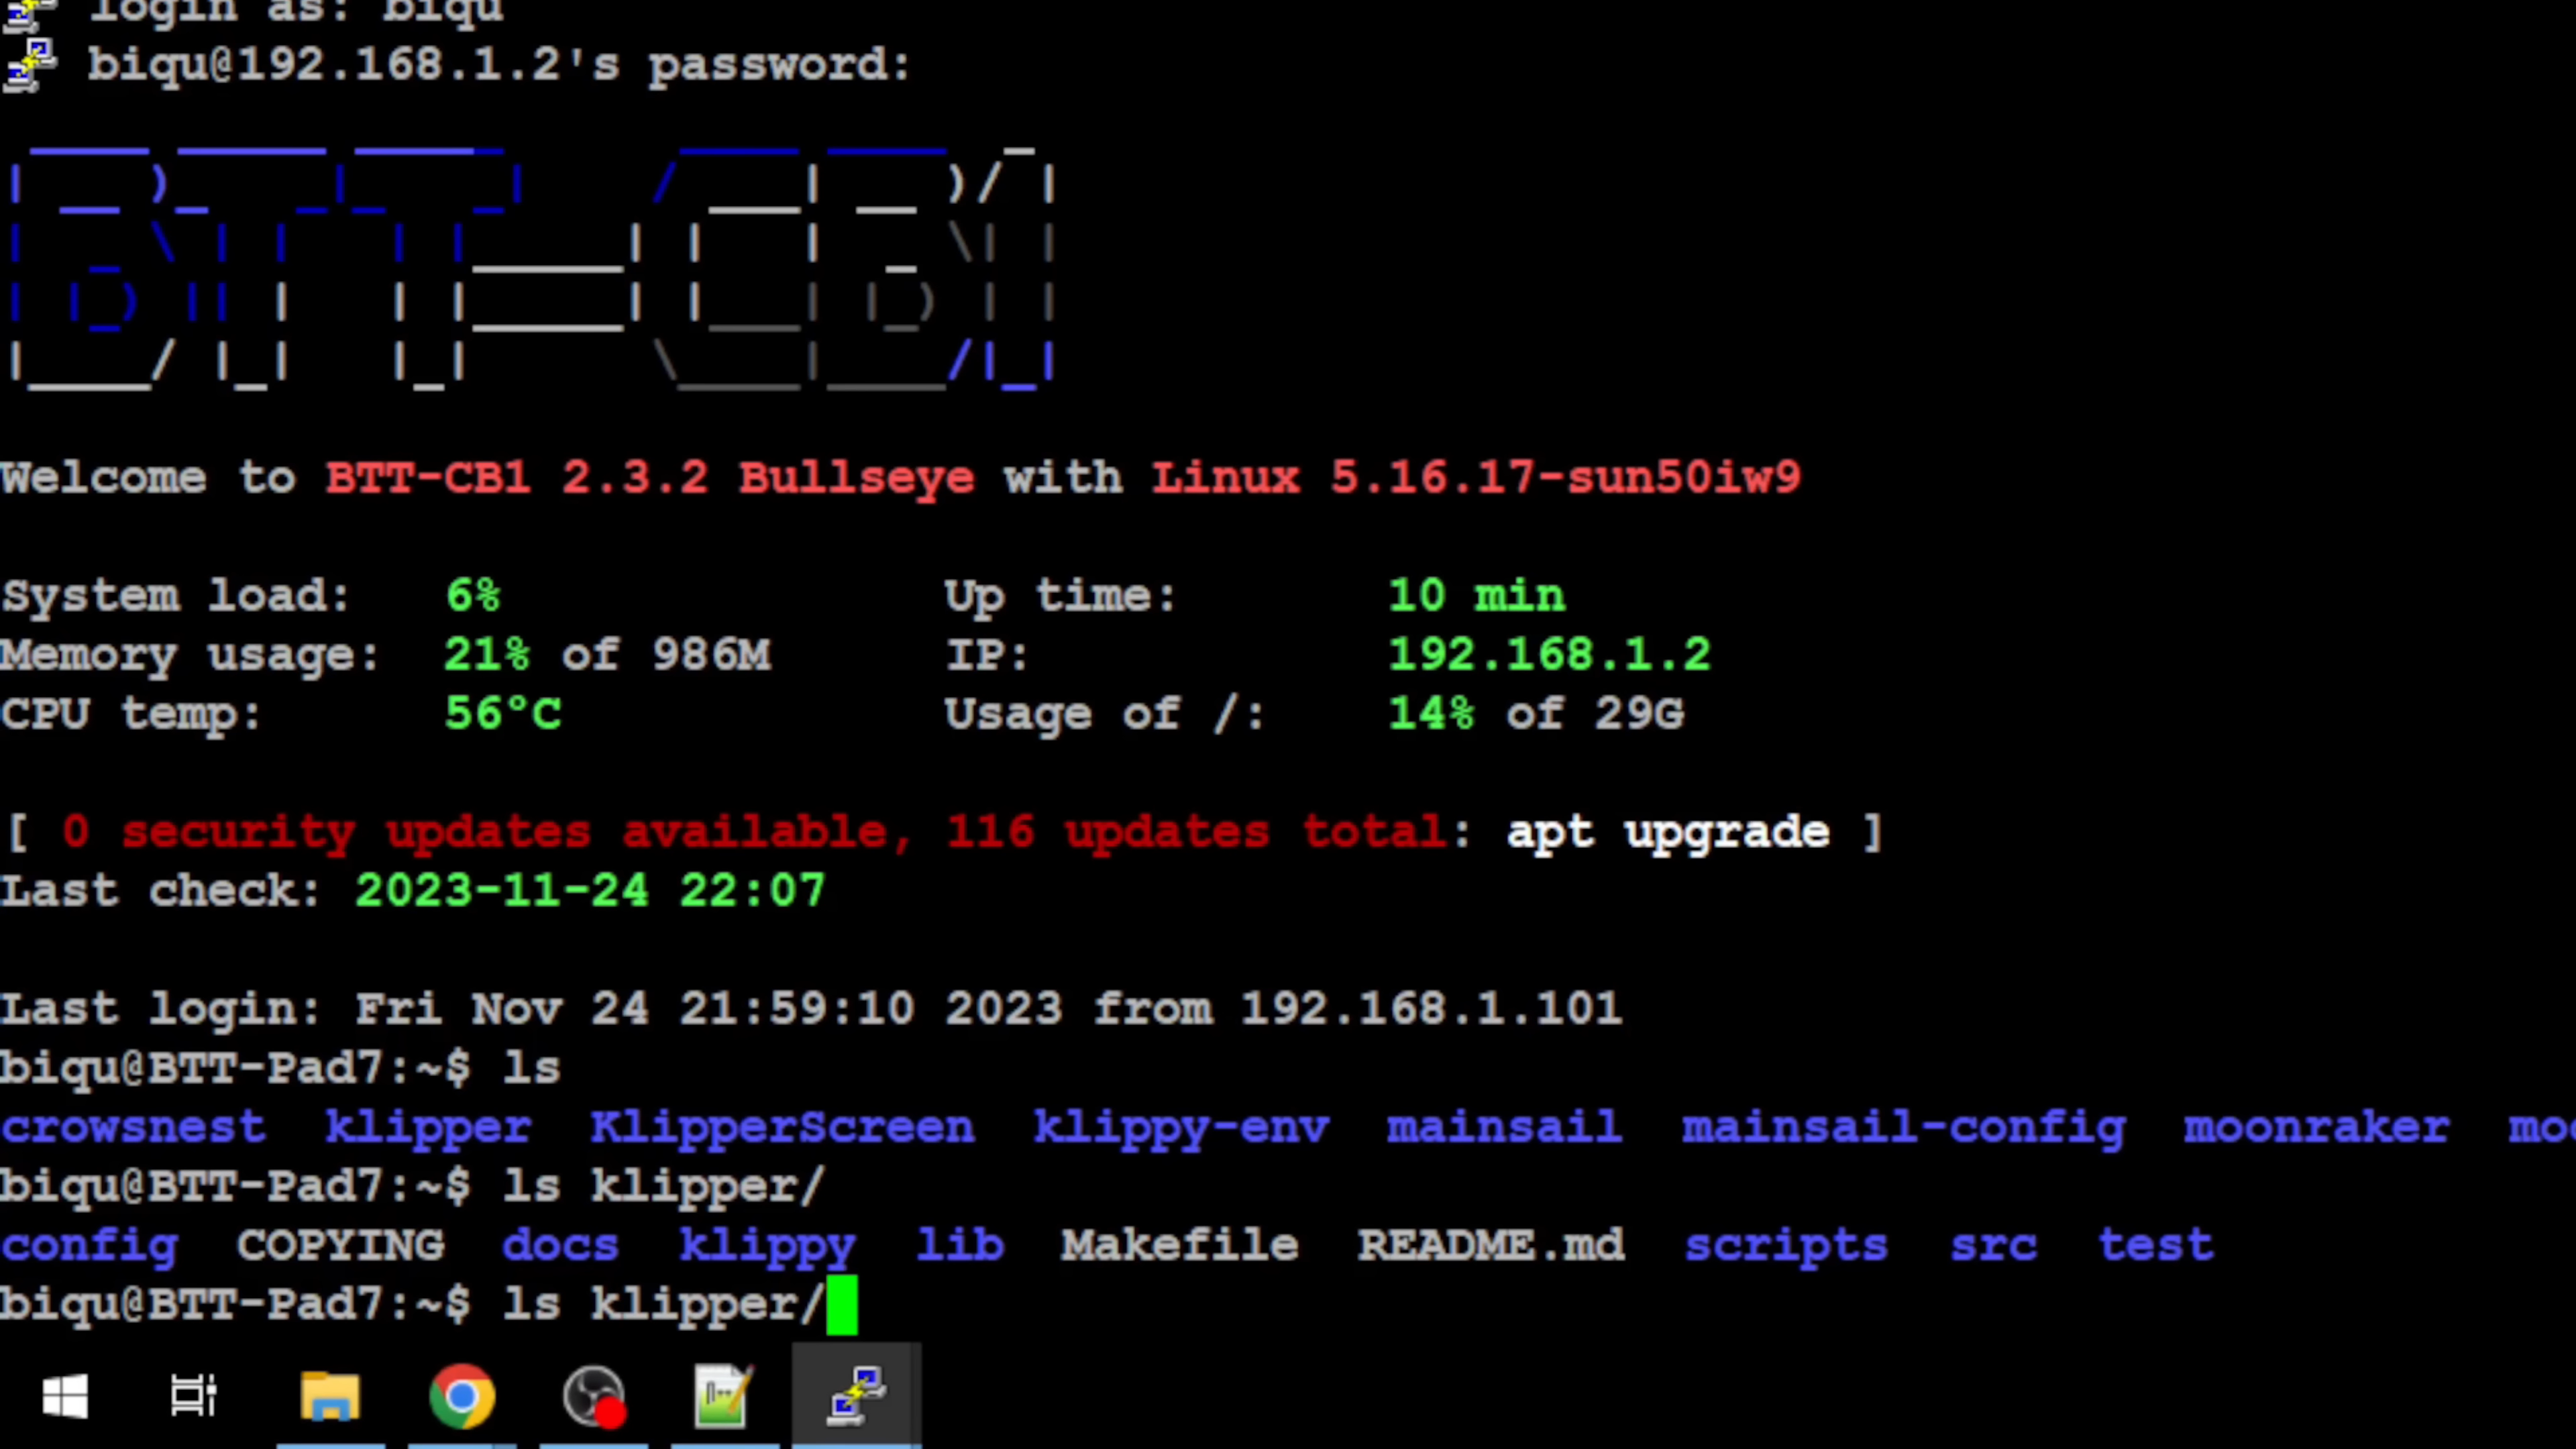 login as: biqu
biqu@192.168.1.2's password:
BTT-CB1
Welcome to BTT-CB1 2.3.2 Bullseye with Linux 5.16.17-sun50iw9
System load: 6% Up time: 10 min
Memory usage: 21% of 986M IP: 192.168.1.2
CPU temp: 56°C Usage of /: 14% of 29G
[ 0 security updates available, 116 updates total: apt upgrade ]
Last check: 2023-11-24 22:07
Last login: Fri Nov 24 21:59:10 2023 from 192.168.1.101
biqu@BTT-Pad7:~$ ls
crowsnest klipper KlipperScreen klippy-env mainsail mainsail-config moonraker
biqu@BTT-Pad7:~$ ls klipper/
config COPYING docs klippy lib Makefile README.md scripts src test
biqu@BTT-Pad7:~$ ls klipper/